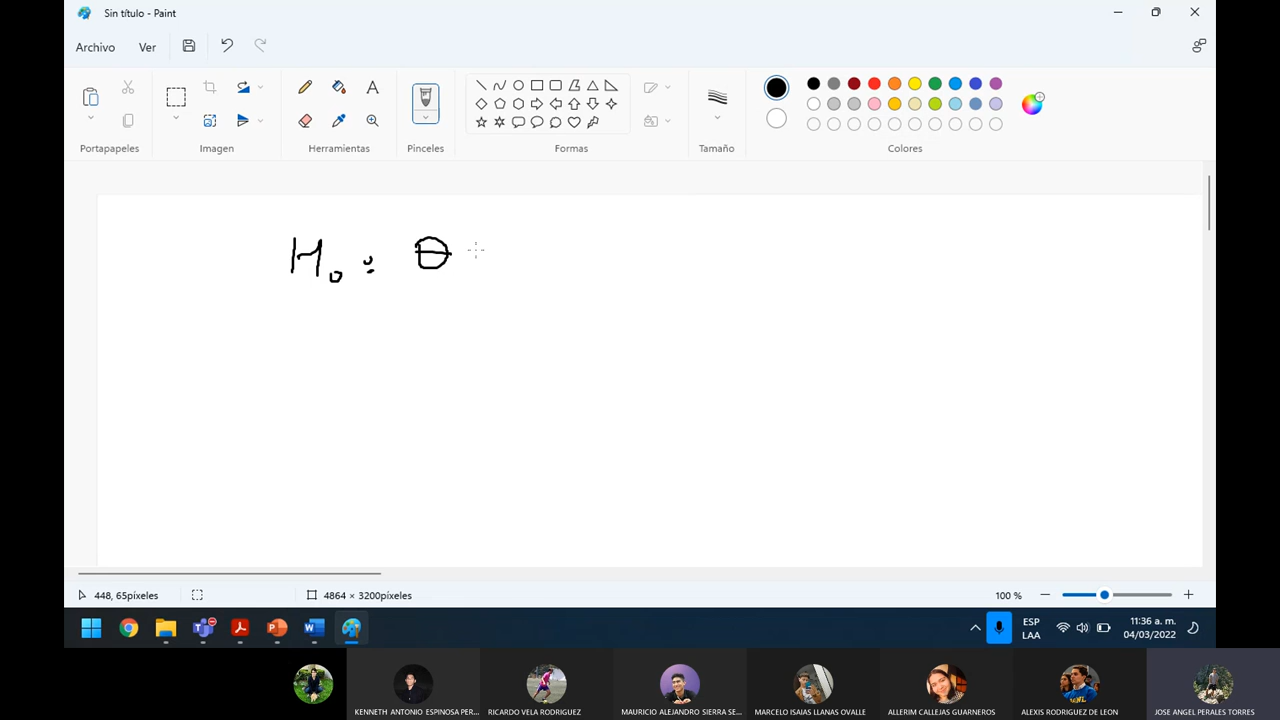 Sin título - Paint
Archivo Ver
Portapapeles Imagen Herramientas Pinceles Formas Tamaño Colores
H₀ : Θ
448, 65píxeles 4864 × 3200píxeles 100 %
ESP
LAA
11:36 a. m.
04/03/2022
KENNETH ANTONIO ESPINOSA PER... RICARDO VELA RODRIGUEZ MAURICIO ALEJANDRO SIERRA SE... MARCELO ISAIAS LLANAS OVALLE ALLERIM CALLEJAS GUARNEROS ALEXIS RODRIGUEZ DE LEON JOSE ANGEL PERALES TORRES